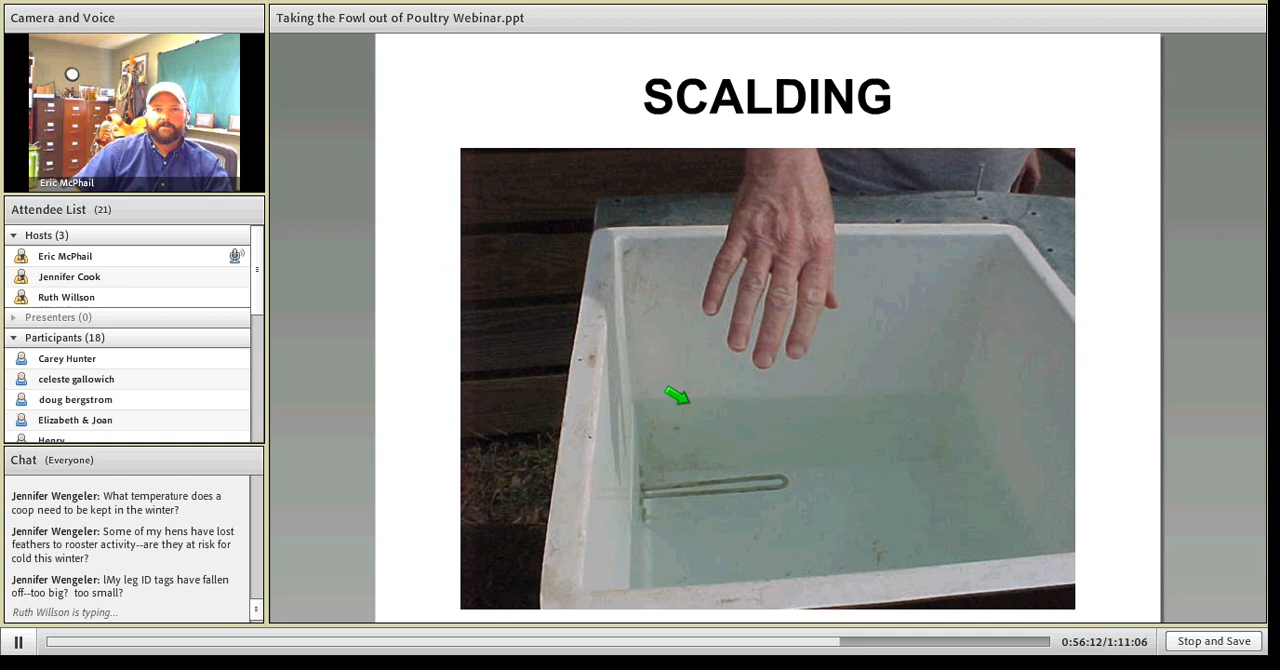 Camera and Voice
Eric McPhail
Attendee List (21)
Hosts (3)
Eric McPhail
Jennifer Cook
Ruth Willson
Presenters (0)
Participants (18)
Carey Hunter
celeste gallowich
doug bergstrom
Elizabeth & Joan
Henry
Chat (Everyone)
Jennifer Wengeler: What temperature does a
coop need to be kept in the winter?
Jennifer Wengeler: Some of my hens have lost
feathers to rooster activity--are they at risk for
cold this winter?
Jennifer Wengeler: lMy leg ID tags have fallen
off--too big? too small?
Ruth Willson is typing...
Taking the Fowl out of Poultry Webinar.ppt
SCALDING
0:56:12/1:11:06
Stop and Save